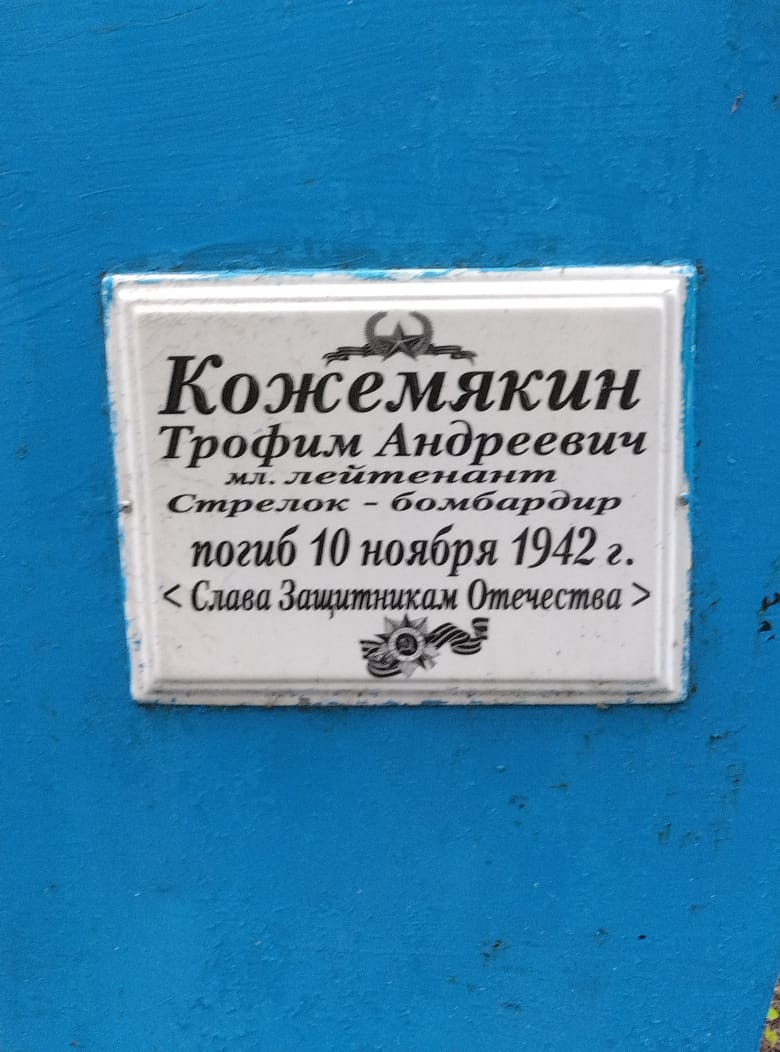 Кожемякин
Трофим Андреевич
мл. лейтенант
Стрелок - бомбардир
погиб 10 ноября 1942 г.
< Слава Защитникам Отечества >